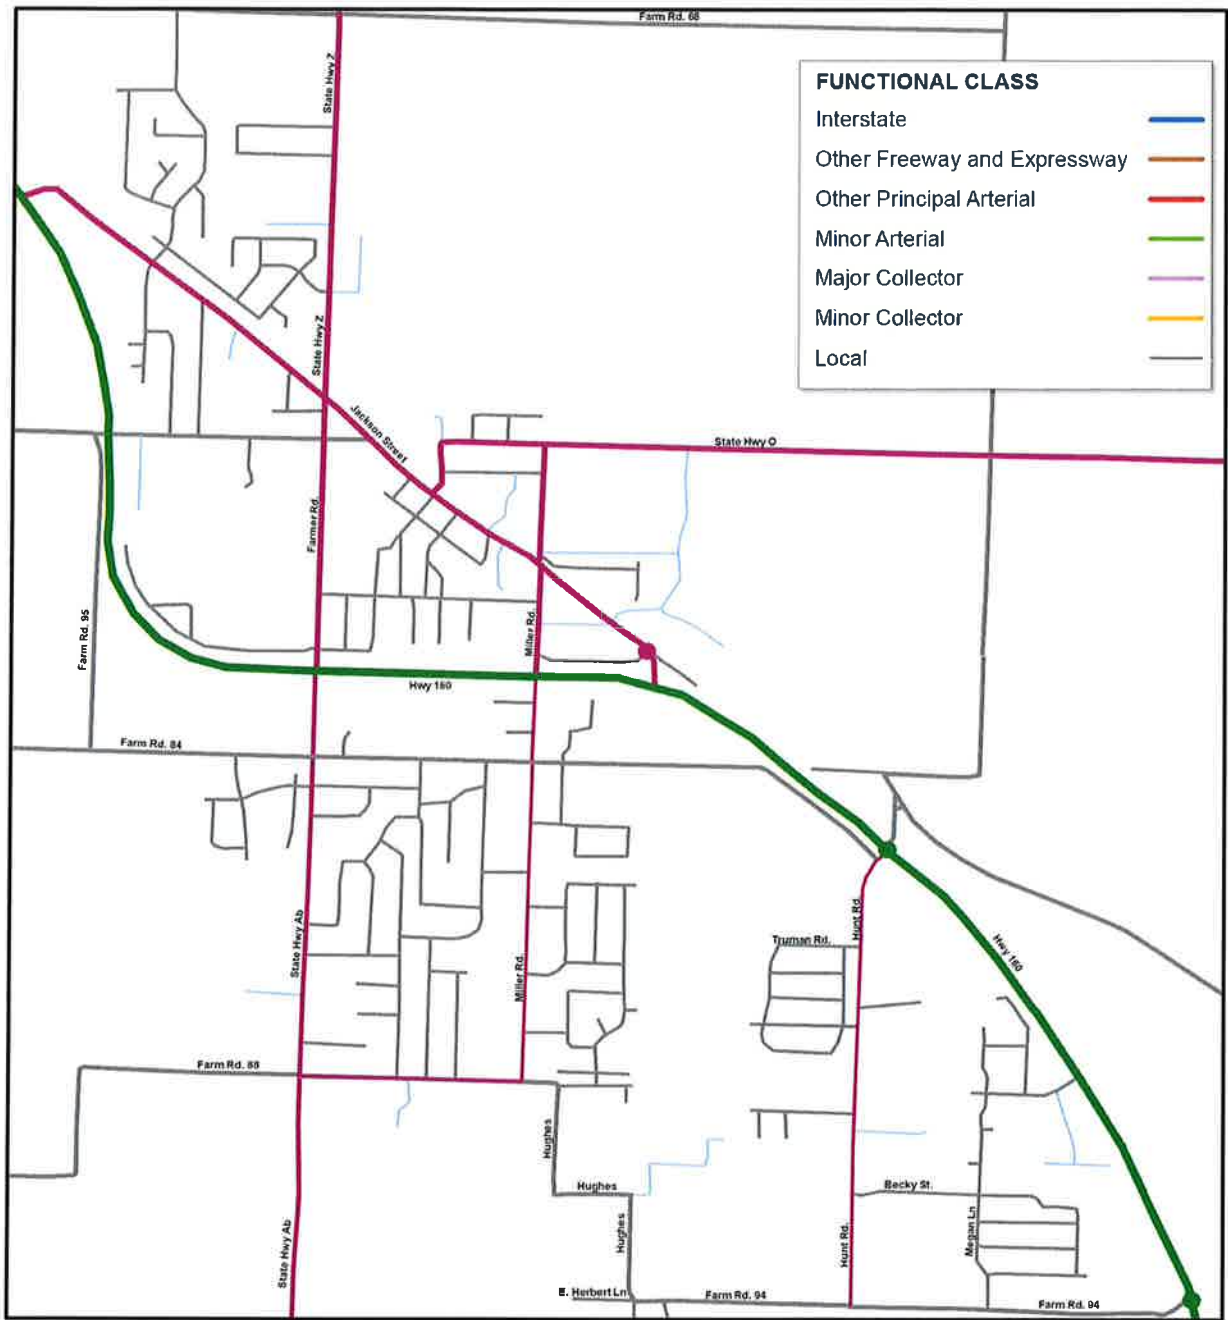 Farm Rd. 68
State Hwy Z
FUNCTIONAL CLASS
Interstate
Other Freeway and Expressway
Other Principal Arterial
Minor Arterial
Major Collector
Minor Collector
Local
State Hwy Z
Jackson Street
State Hwy O
Farmer Rd.
Farm Rd. 95
Miller Rd.
Hwy 160
Farm Rd. 84
State Hwy Ab
Hunt Rd.
Truman Rd.
Hwy 160
Miller Rd.
Farm Rd. 88
Hughes
Hughes
Becky St.
Hughes
Megan Ln
State Hwy Ab
Hunt Rd.
E. Herbert Ln
Farm Rd. 94
Farm Rd. 94